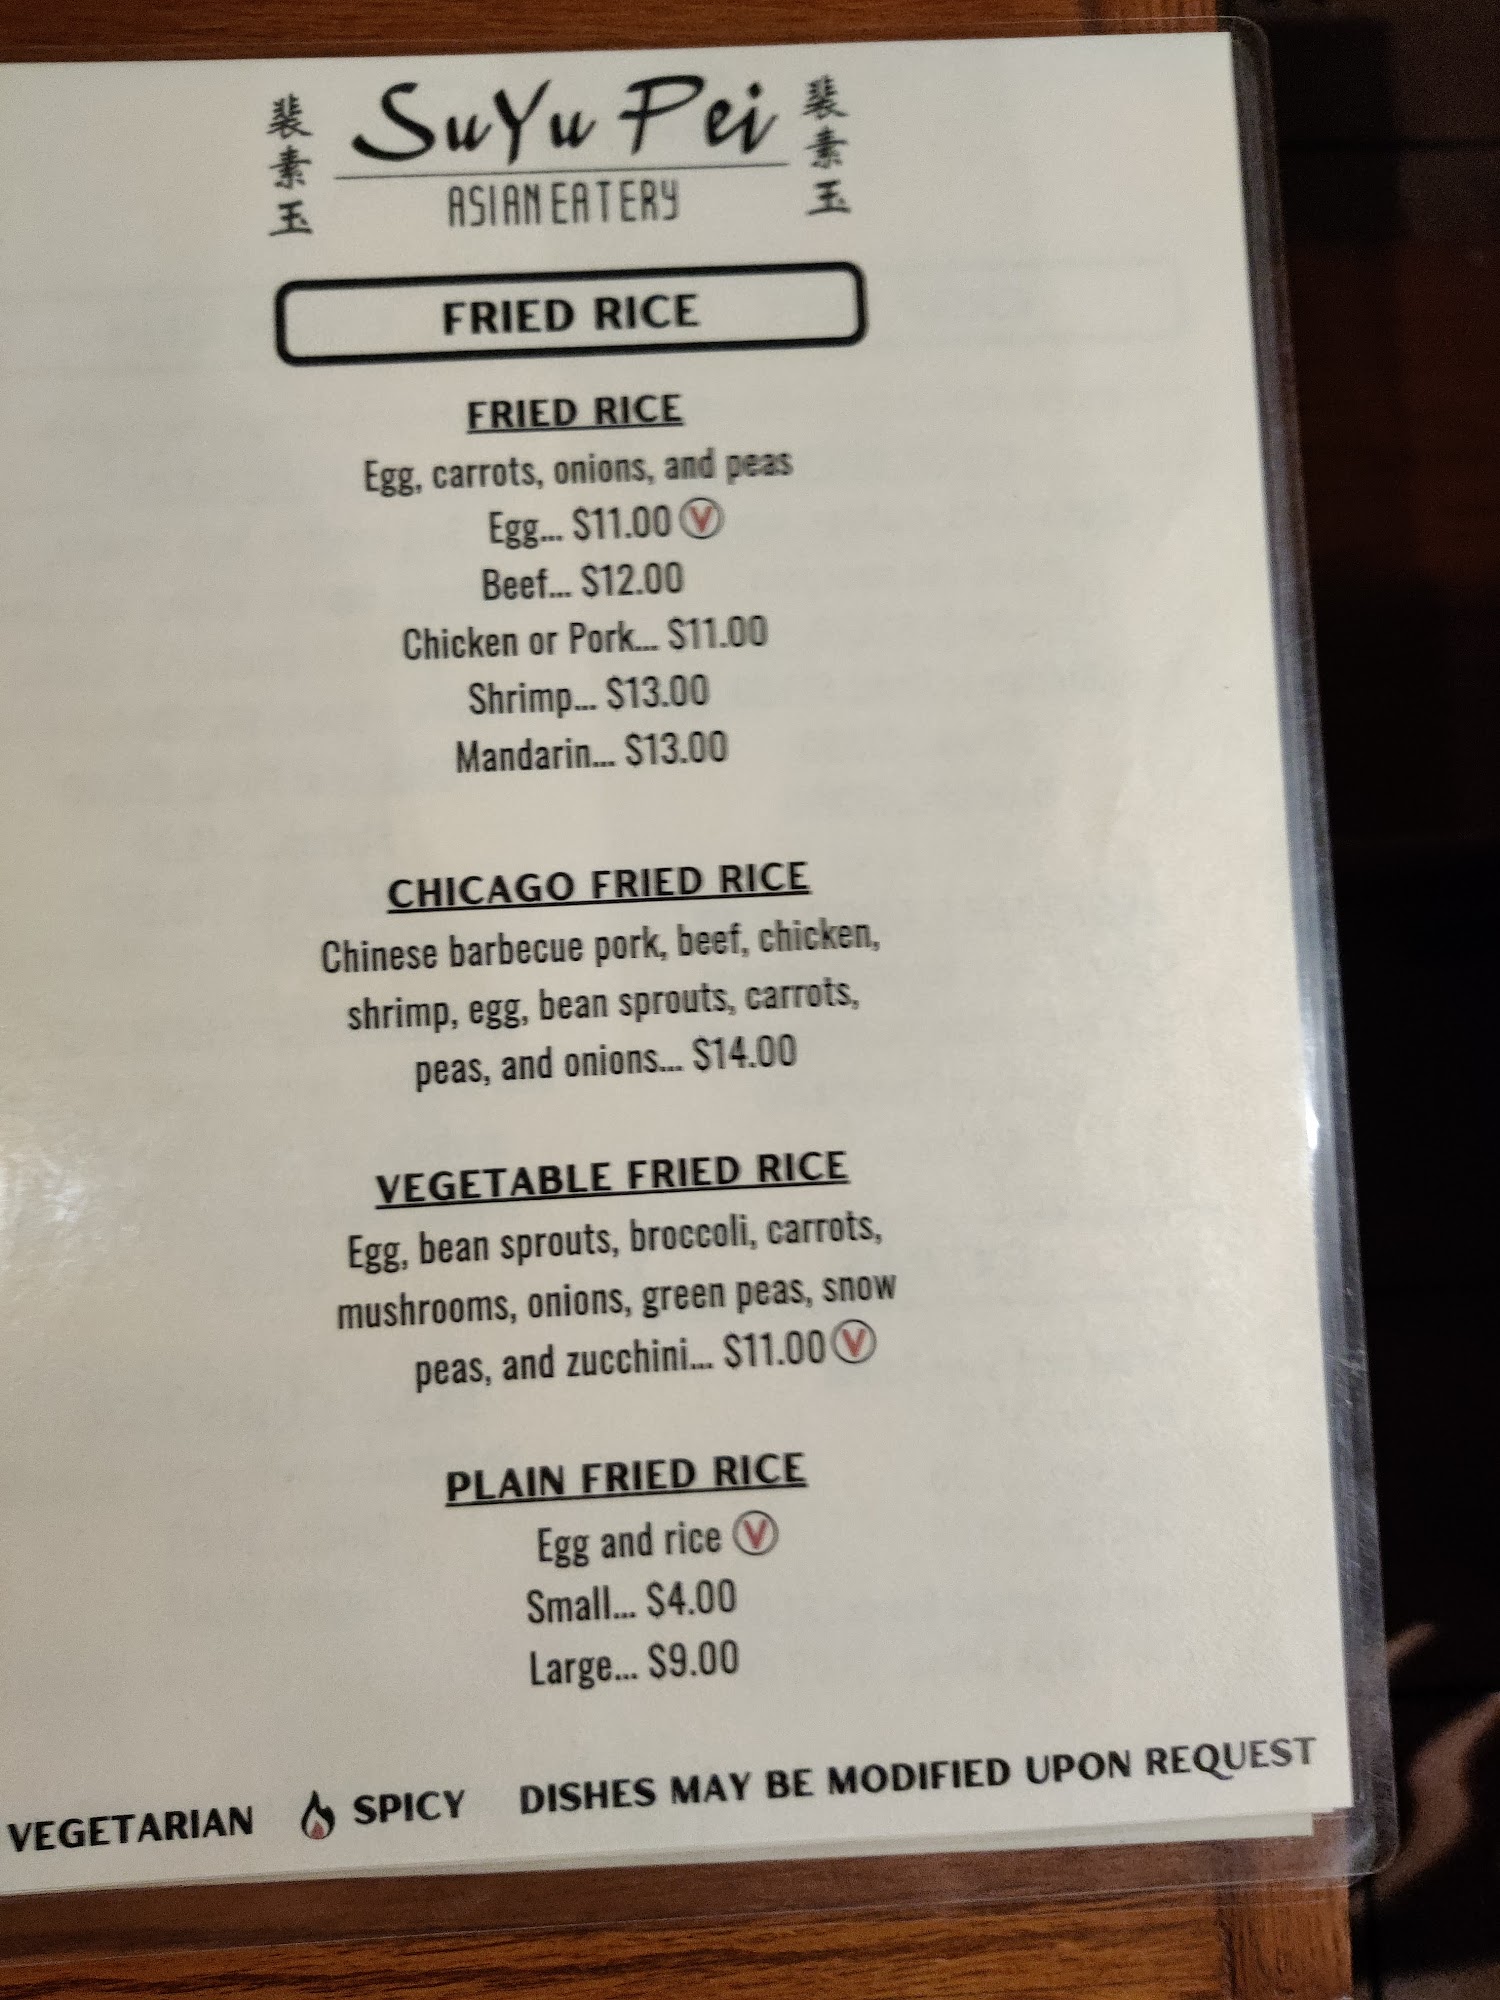 裴素玉
SuYu Pei
裴素玉
ASIAN EATERY
FRIED RICE
FRIED RICE
Egg, carrots, onions, and peas
Egg... $11.00 V
Beef... $12.00
Chicken or Pork... $11.00
Shrimp... $13.00
Mandarin... $13.00
CHICAGO FRIED RICE
Chinese barbecue pork, beef, chicken,
shrimp, egg, bean sprouts, carrots,
peas, and onions... $14.00
VEGETABLE FRIED RICE
Egg, bean sprouts, broccoli, carrots,
mushrooms, onions, green peas, snow
peas, and zucchini... $11.00 V
PLAIN FRIED RICE
Egg and rice V
Small... $4.00
Large... $9.00
VEGETARIAN SPICY DISHES MAY BE MODIFIED UPON REQUEST